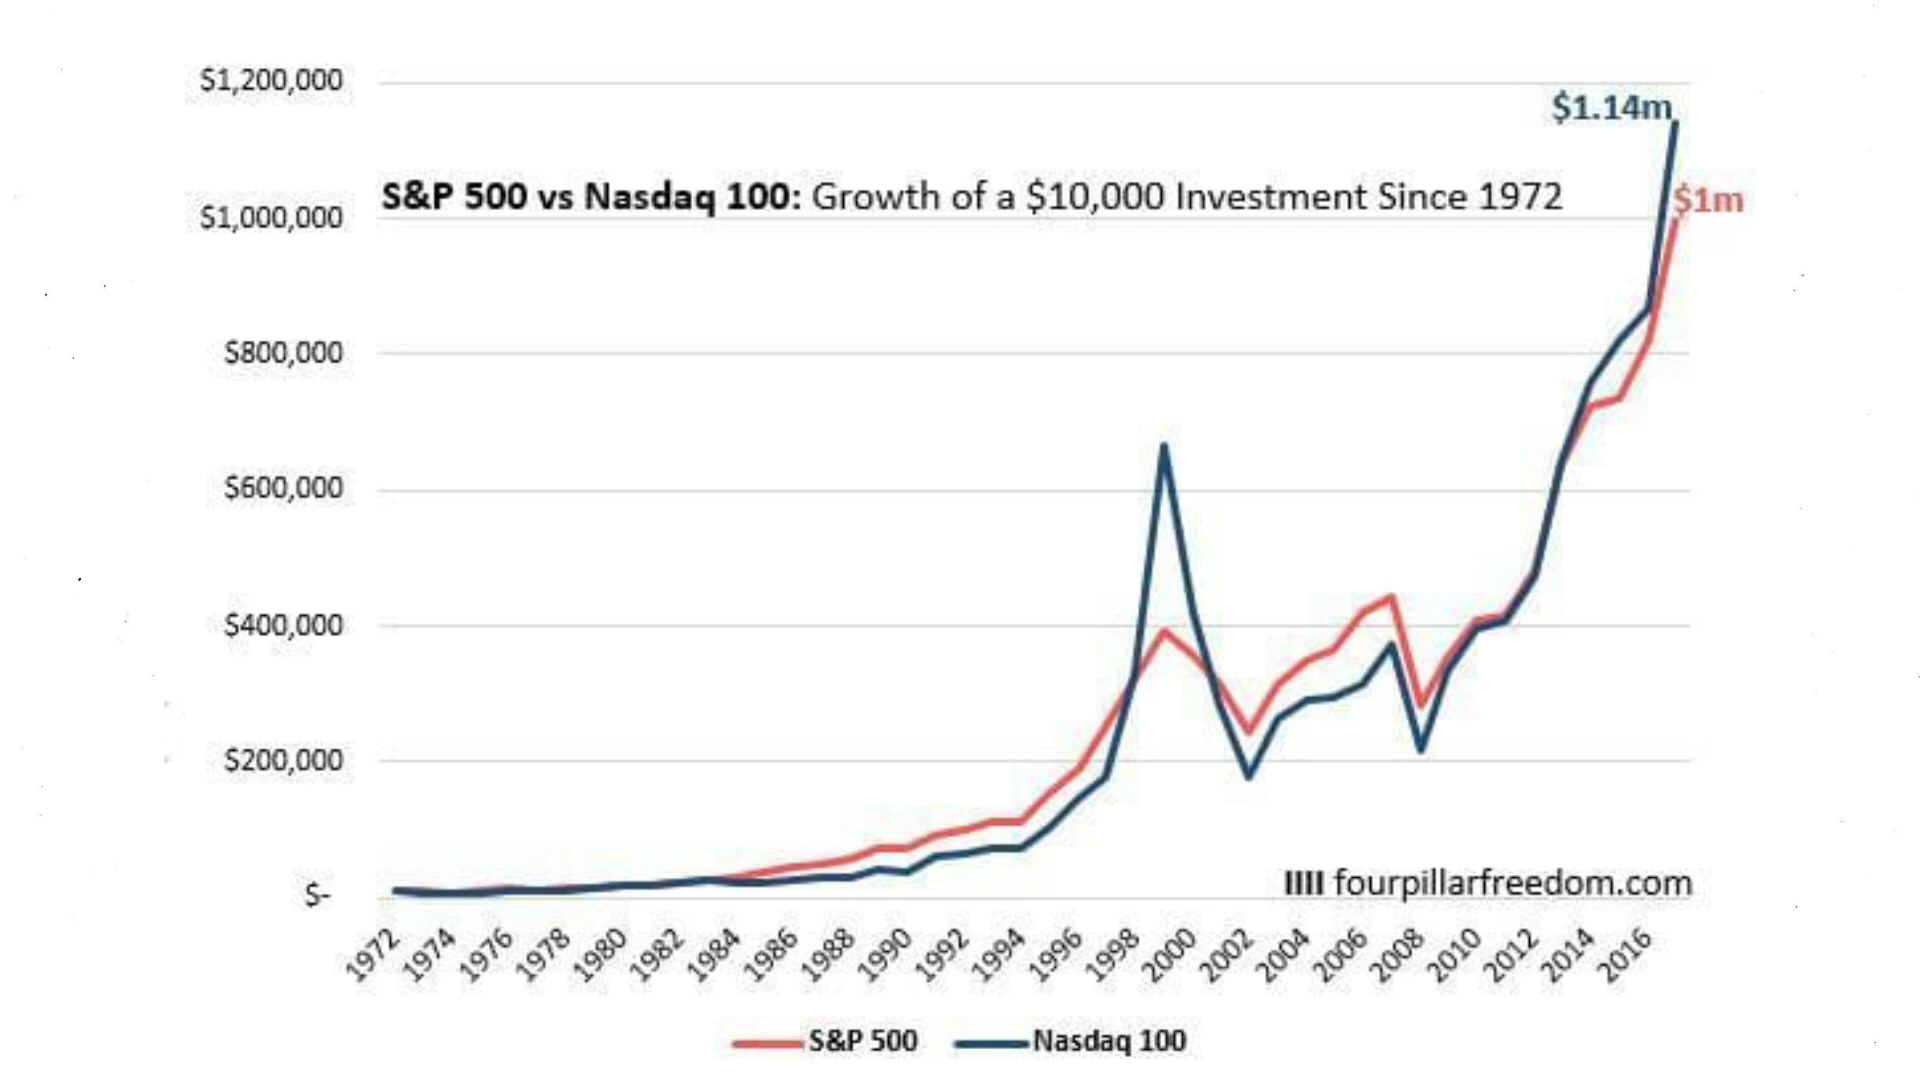 $1,200,000
$1.14m
S&P 500 vs Nasdaq 100: Growth of a $10,000 Investment Since 1972
$1m
$1,000,000
$800,000
$600,000
$400,000
$200,000
fourpillarfreedom.com
$-
1972 1974 1976 1978 1980 1982 1984 1986 1988 1990 1992 1994 1996 1998 2000 2002 2004 2006 2008 2010 2012 2014 2016
S&P 500 Nasdaq 100